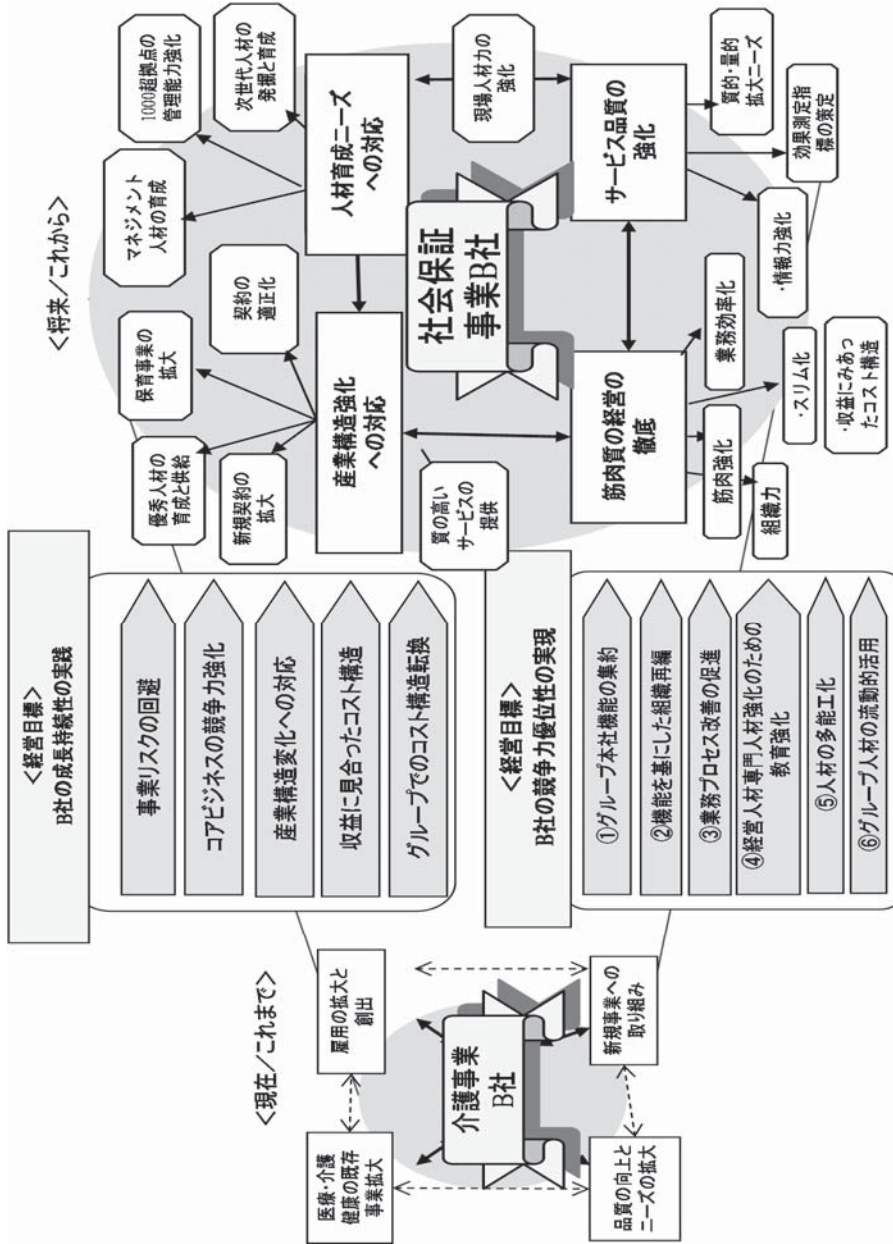 <現在/これまで>
医療・介護
健康の既存
事業拡大
雇用の拡大と
創出
介護事業
B社
品質の向上と
ニーズの拡大
新規事業への
取り組み
<経営目標>
B社の成長持続性の実践
事業リスクの回避
コアビジネスの競争力強化
産業構造変化への対応
収益に見合ったコスト構造
グループでのコスト構造転換
<経営目標>
B社の競争力優位性の実現
①グループ本社機能の集約
②機能を基にした組織再編
③業務プロセス改善の促進
④経営人材専門人材強化のための
教育強化
⑤人材の多能工化
⑥グループ人材の流動的活用
<将来/これから>
優秀人材の
育成と供給
保育事業の
拡大
マネジメント
人材の育成
1000超拠点の
管理能力強化
新規契約の
拡大
契約の
適正化
次世代人材の
発掘と育成
産業構造強化
への対応
人材育成ニーズ
への対応
質の高い
サービスの
提供
社会保証
事業B社
現場人材力の
強化
筋肉質の経営の
徹底
サービス品質の
強化
筋肉強化
業務効率化
質的・量的
拡大ニーズ
組織力
・スリム化
・情報力強化
効果測定指
標の策定
・収益にみあっ
たコスト構造